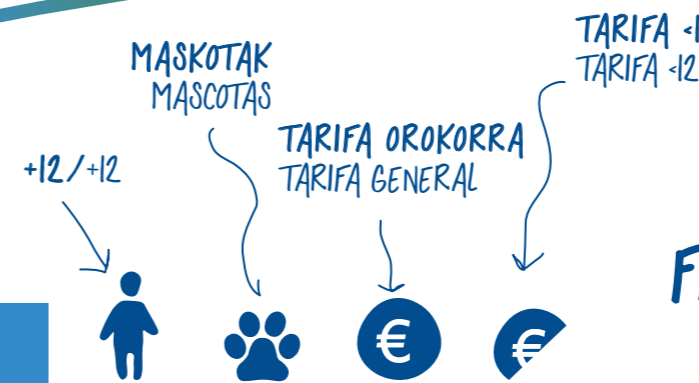 MASKOTAK
MASCOTAS
TARIFA OROKORRA
TARIFA GENERAL
+12/+12
TARIFA
TARIFA <12
€
€